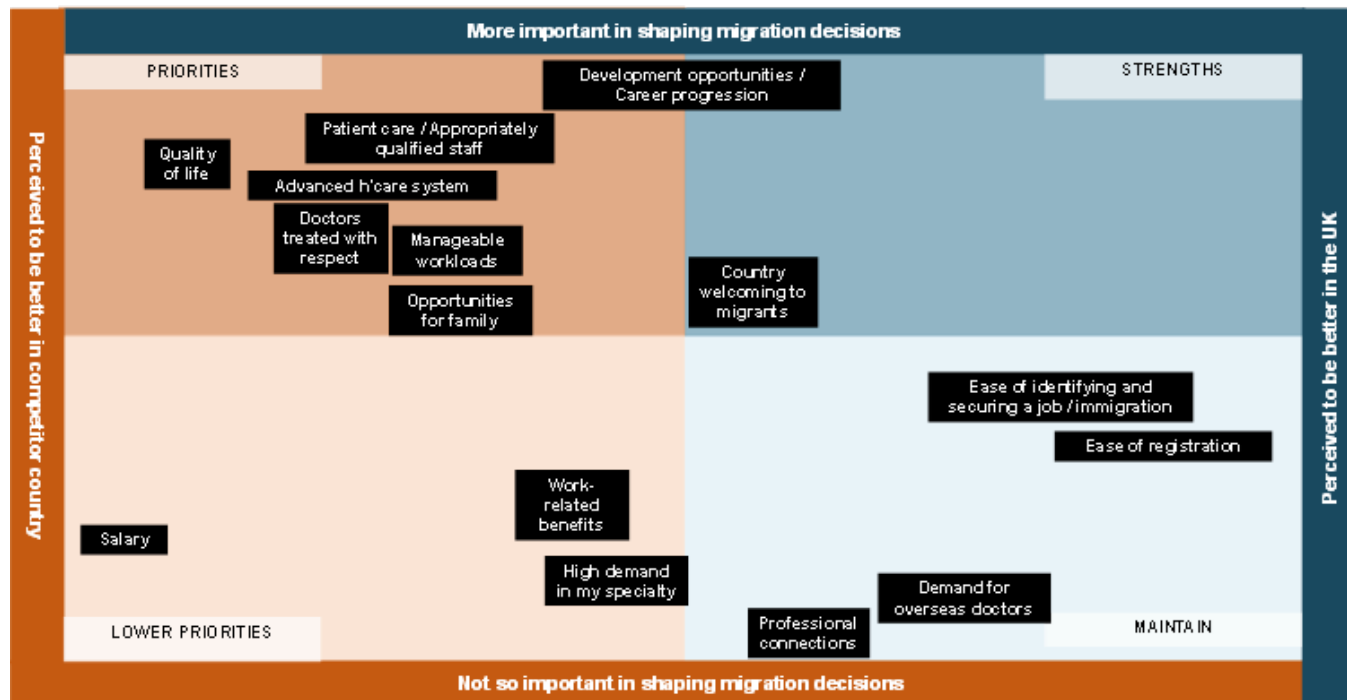 More important in shaping migration decisions
PRIORITIES
STRENGTHS
Development opportunities /
Career progression
Patient care / Appropriately
qualified staff
Quality
of life
Advanced h'care system
Doctors
treated with
respect
Manageable
workloads
Opportunities
for family
Country
welcoming to
migrants
Perceived to be better in competitor country
Perceived to be better in the UK
Ease of identifying and
securing a job / immigration
Ease of registration
Work-
related
benefits
Salary
High demand
in my specialty
Demand for
overseas doctors
Professional
connections
LOWER PRIORITIES
MAINTAIN
Not so important in shaping migration decisions